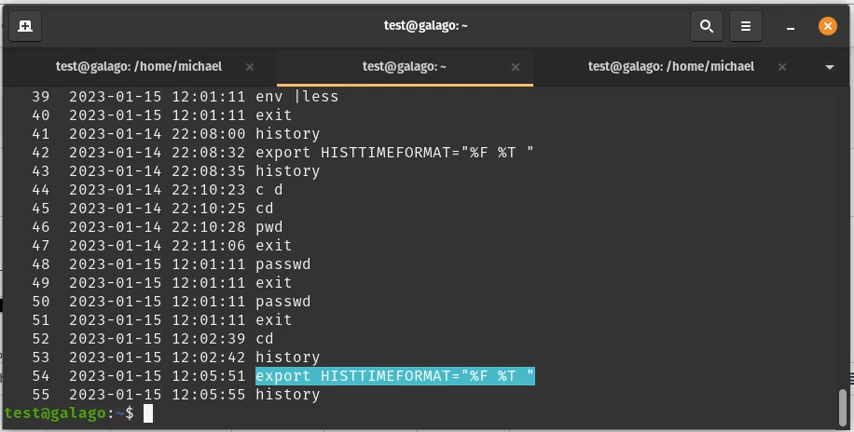 test@galago: ~
test@galago: /home/michael
test@galago: ~
test@galago: /home/michael
39 2023-01-15 12:01:11 env |less
40 2023-01-15 12:01:11 exit
41 2023-01-14 22:08:00 history
42 2023-01-14 22:08:32 export HISTTIMEFORMAT="%F %T "
43 2023-01-14 22:08:35 history
44 2023-01-14 22:10:23 c d
45 2023-01-14 22:10:25 cd
46 2023-01-14 22:10:28 pwd
47 2023-01-14 22:11:06 exit
48 2023-01-15 12:01:11 passwd
49 2023-01-15 12:01:11 exit
50 2023-01-15 12:01:11 passwd
51 2023-01-15 12:01:11 exit
52 2023-01-15 12:02:39 cd
53 2023-01-15 12:02:42 history
54 2023-01-15 12:05:51 export HISTTIMEFORMAT="%F %T "
55 2023-01-15 12:05:55 history
test@galago:~$